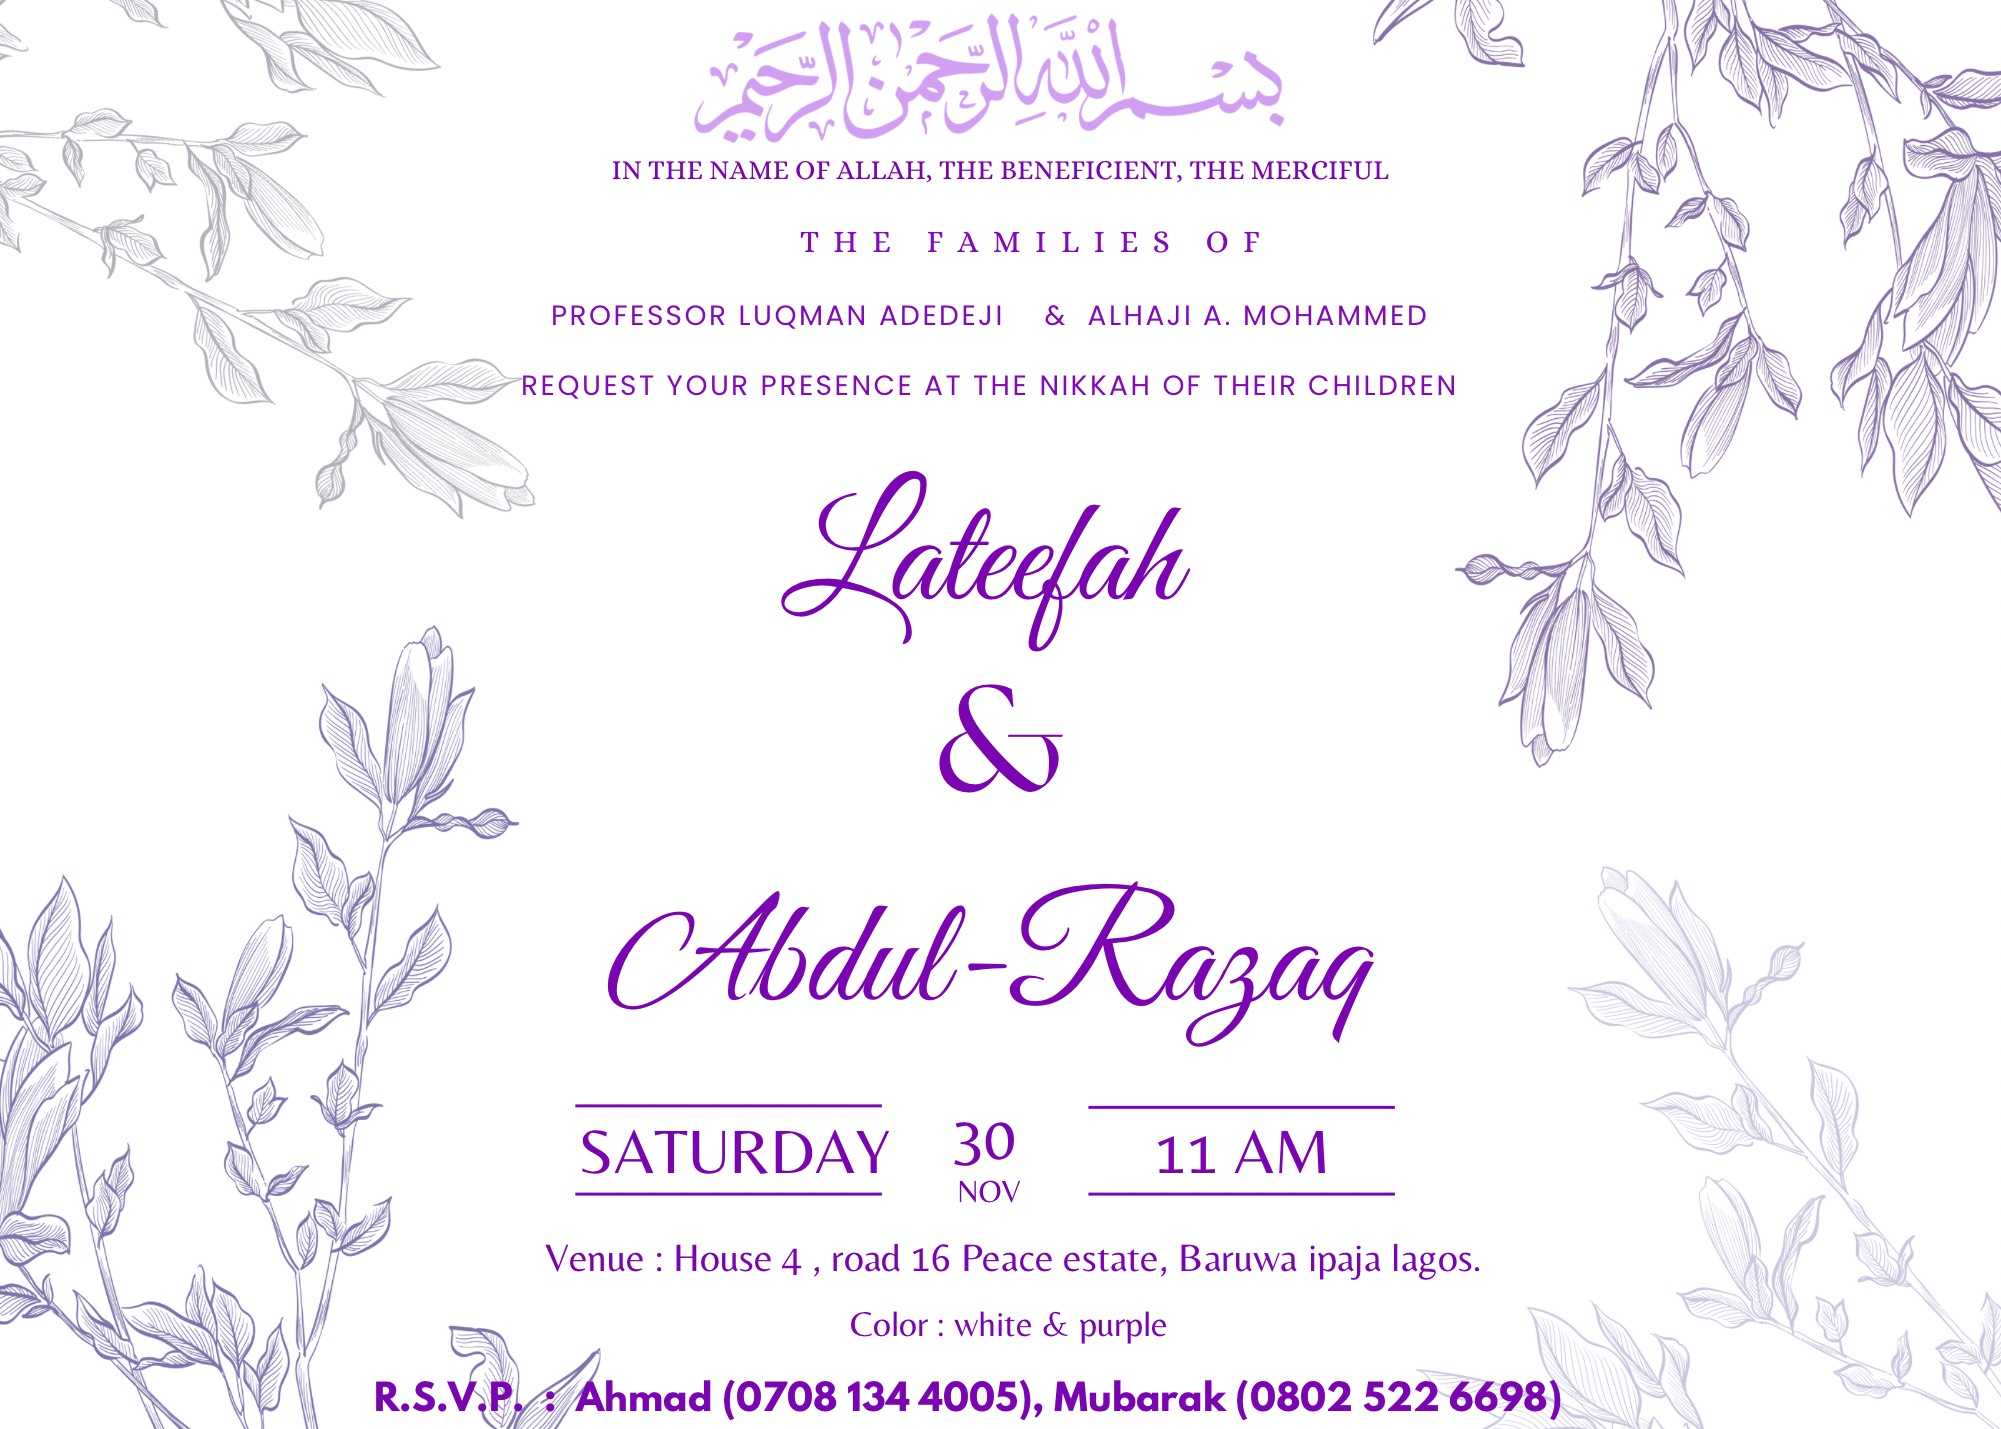 بسم الله الرحمن الرحيم
IN THE NAME OF ALLAH, THE BENEFICIENT, THE MERCIFUL
THE FAMILIES OF
PROFESSOR LUQMAN ADEDEJI & ALHAJI A. MOHAMMED
REQUEST YOUR PRESENCE AT THE NIKKAH OF THEIR CHILDREN
Lateefah
&
Abdul-Razaq
SATURDAY 30 NOV 11 AM
Venue : House 4 , road 16 Peace estate, Baruwa ipaja lagos.
Color : white & purple
R.S.V.P. : Ahmad (0708 134 4005), Mubarak (0802 522 6698)